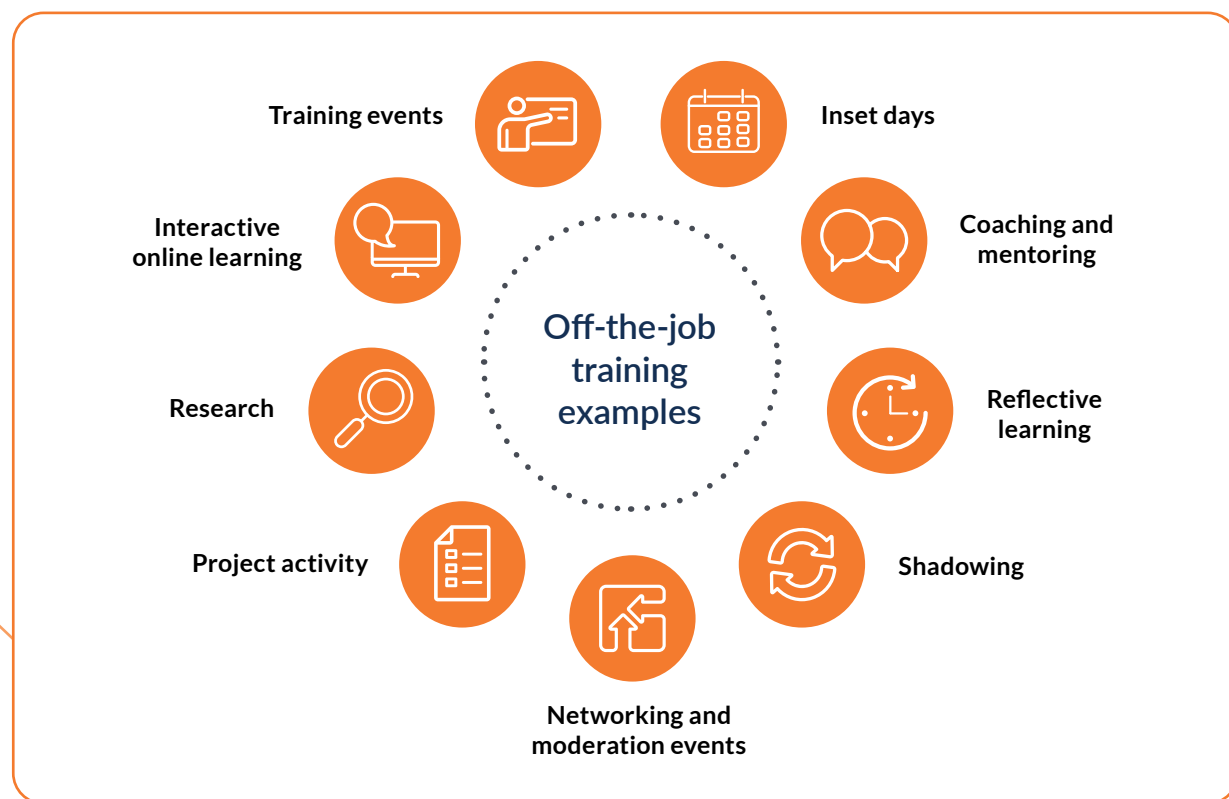 Off-the-job
training
examples
Training events
Inset days
Interactive
online learning
Coaching and
mentoring
Research
Reflective
learning
Project activity
Shadowing
Networking and
moderation events